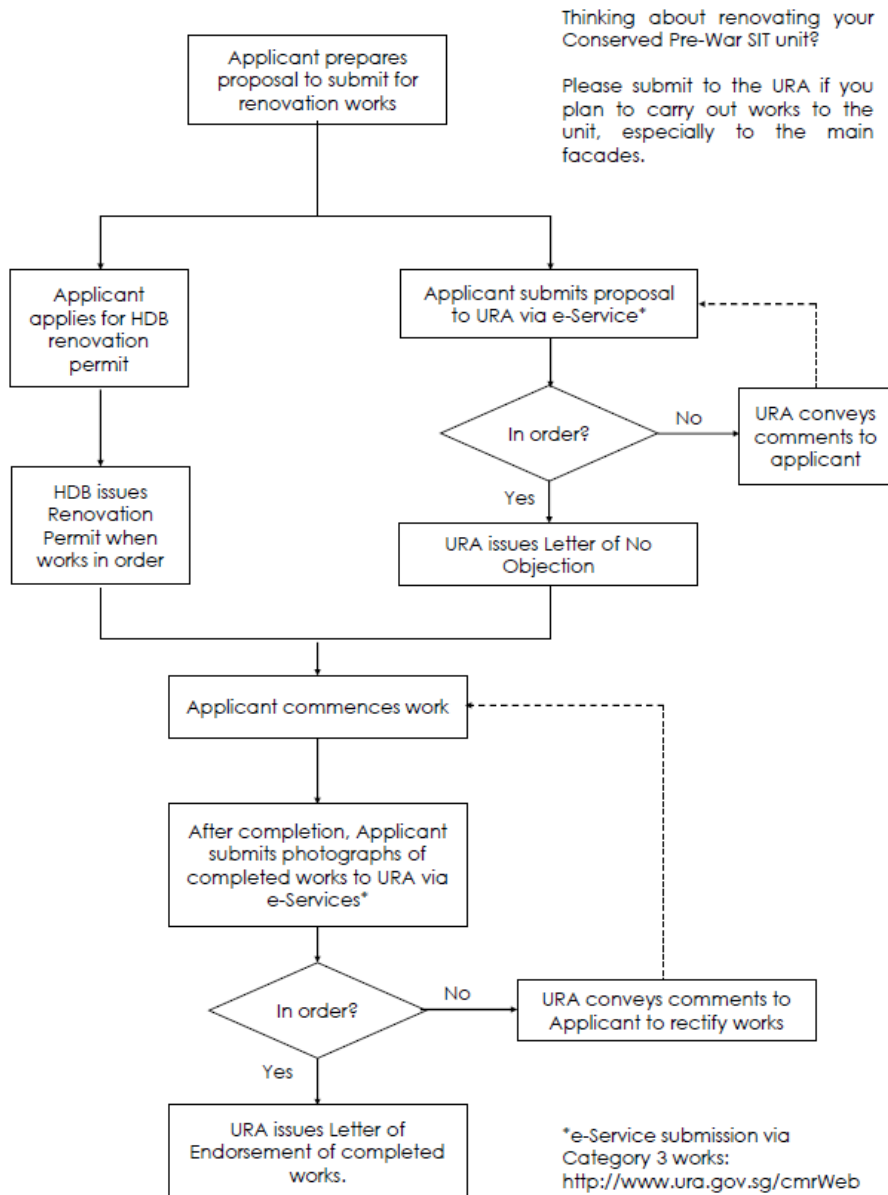 Thinking about renovating your
Conserved Pre-War SIT unit?
Please submit to the URA if you
plan to carry out works to the
unit, especially to the main
facades.
Applicant prepares
proposal to submit for
renovation works
Applicant
applies for HDB
renovation
permit
Applicant submits proposal
to URA via e-Service*
In order?
No
URA conveys
comments to
applicant
Yes
HDB issues
Renovation
Permit when
works in order
URA issues Letter of No
Objection
Applicant commences work
After completion, Applicant
submits photographs of
completed works to URA via
e-Services*
In order?
No
URA conveys comments to
Applicant to rectify works
Yes
URA issues Letter of
Endorsement of completed
works.
*e-Service submission via
Category 3 works:
http://www.ura.gov.sg/cmrWeb